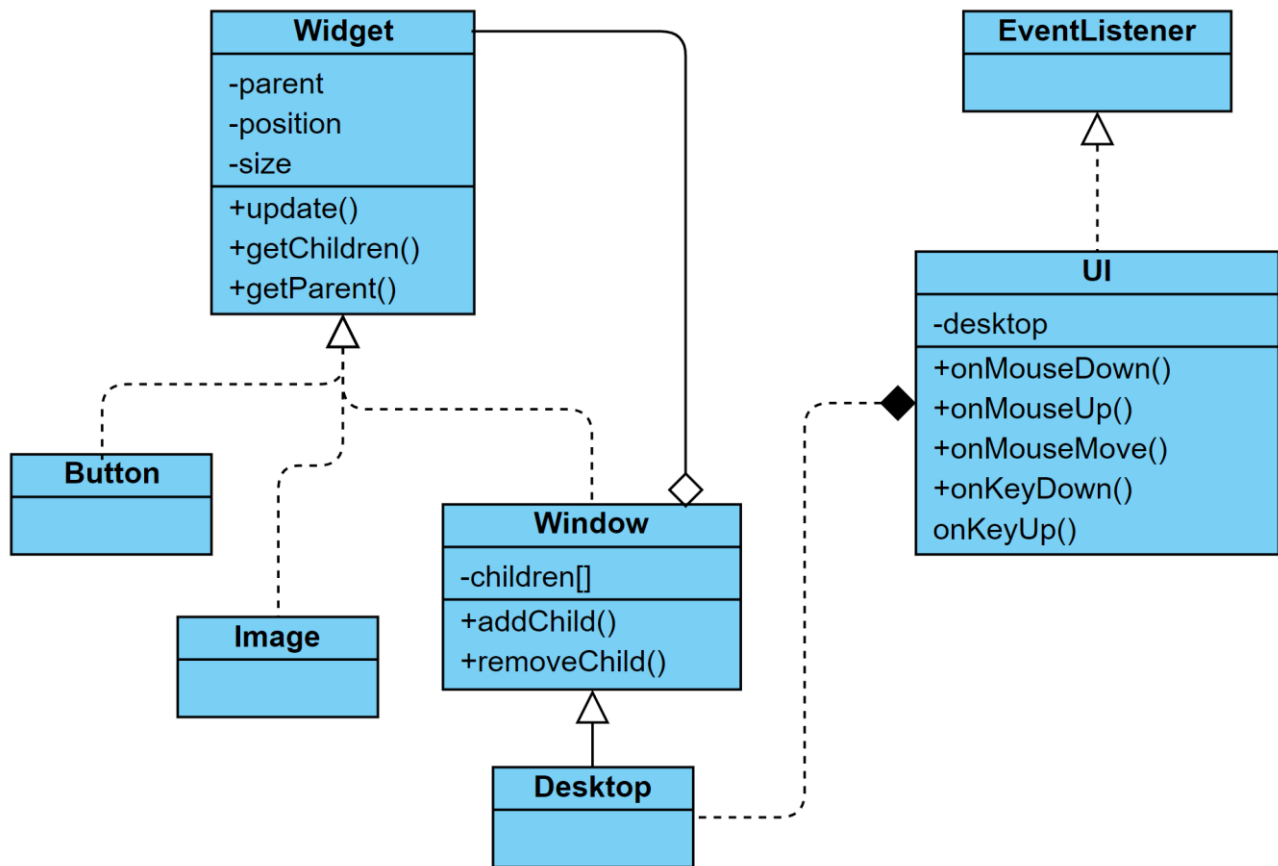 Widget
-parent
-position
-size
+update()
+getChildren()
+getParent()
EventListener
UI
-desktop
+onMouseDown()
+onMouseUp()
+onMouseMove()
+onKeyDown()
onKeyUp()
Button
Image
Window
-children[]
+addChild()
+removeChild()
Desktop